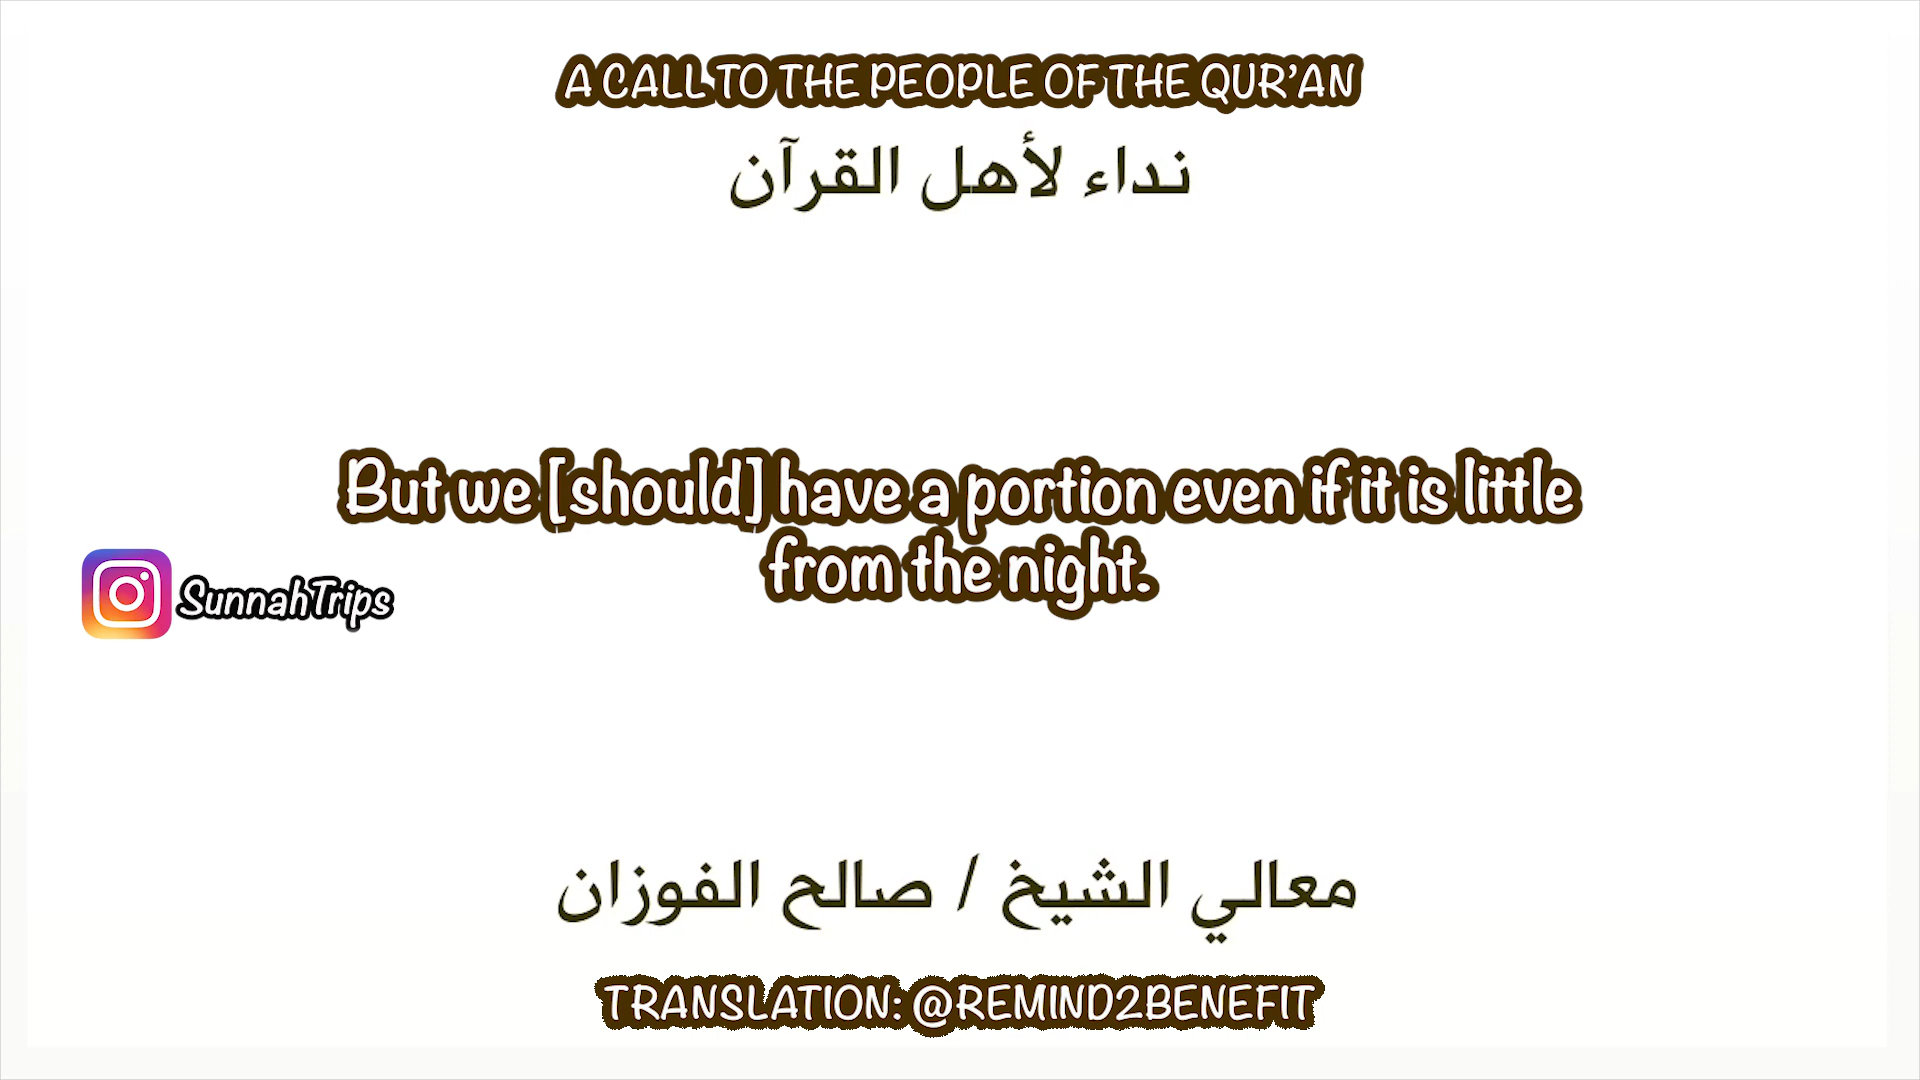 A CALL TO THE PEOPLE OF THE QUR'AN
نداء لأهل القرآن
But we [should] have a portion even if it is little
from the night.
SunnahTrips
معالي الشيخ / صالح الفوزان
TRANSLATION: @REMIND2BENEFIT